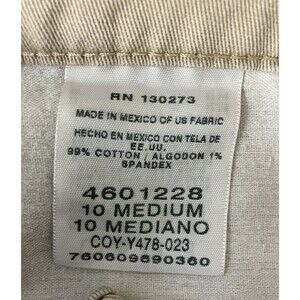 RN 130273
MADE IN MEXICO OF US FABRIC
HECHO EN MEXICO CON TELA DE
EE.UU.
99% COTTON / ALGODON 1%
SPANDEX
4601228
10 MEDIUM
10 MEDIANO
COY-Y478-023
760609690360